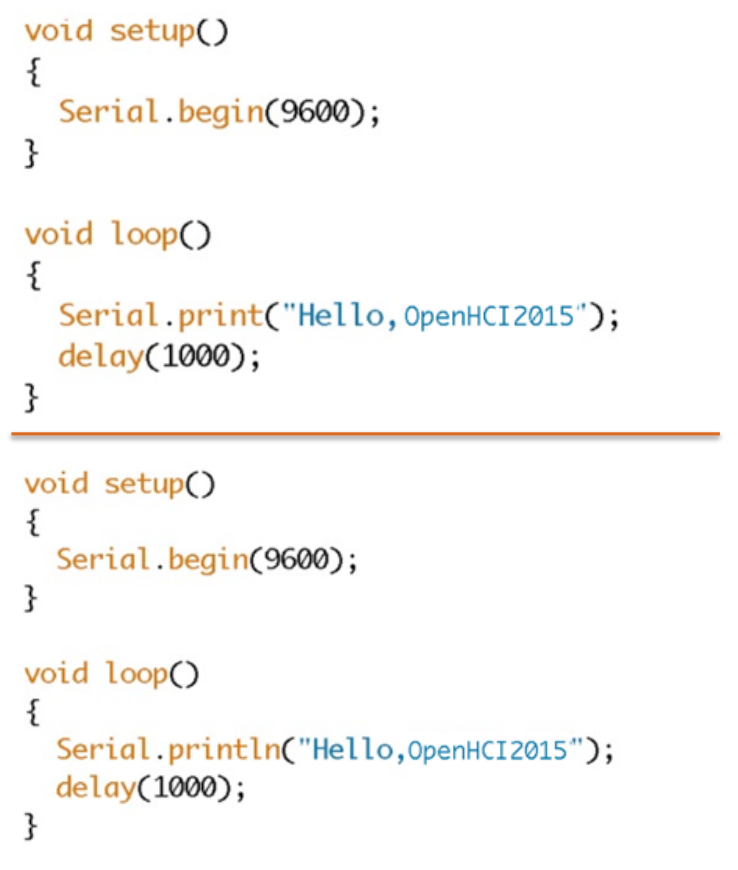 void setup()
{
  Serial.begin(9600);
}
void loop()
{
  Serial.print("Hello,OpenHCI2015");
  delay(1000);
}
void setup()
{
  Serial.begin(9600);
}
void loop()
{
  Serial.println("Hello,OpenHCI2015");
  delay(1000);
}